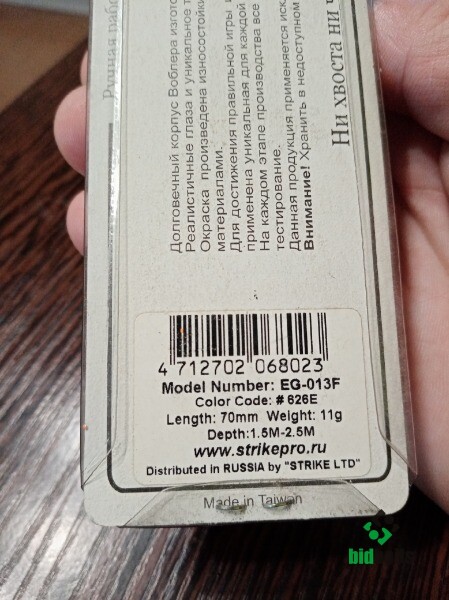 Ручная рабо
Долговечный корпус Воблера изгото
Реалистичные глаза и уникальное т
Окраска произведена износостойки
материалами.
Для достижения правильной игры
применена уникальная для каждой
На каждом этапе производства все
тестирование.
Данная продукция применяется иск
Внимание! Хранить в недоступном
Ни хвоста ни ч
4 712702 068023
Model Number: EG-013F
Color Code: # 626E
Length: 70mm Weight: 11g
Depth:1.5M-2.5M
www.strikepro.ru
Distributed in RUSSIA by "STRIKE LTD"
Made in Taiwan
bid